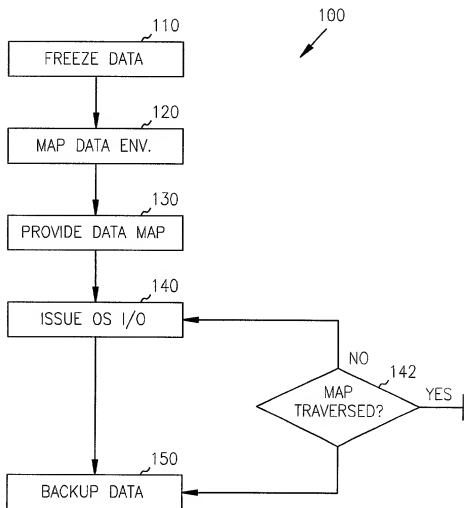 100
110
FREEZE DATA
120
MAP DATA ENV.
130
PROVIDE DATA MAP
140
ISSUE OS I/O
NO
142
MAP
TRAVERSED?
YES
150
BACKUP DATA